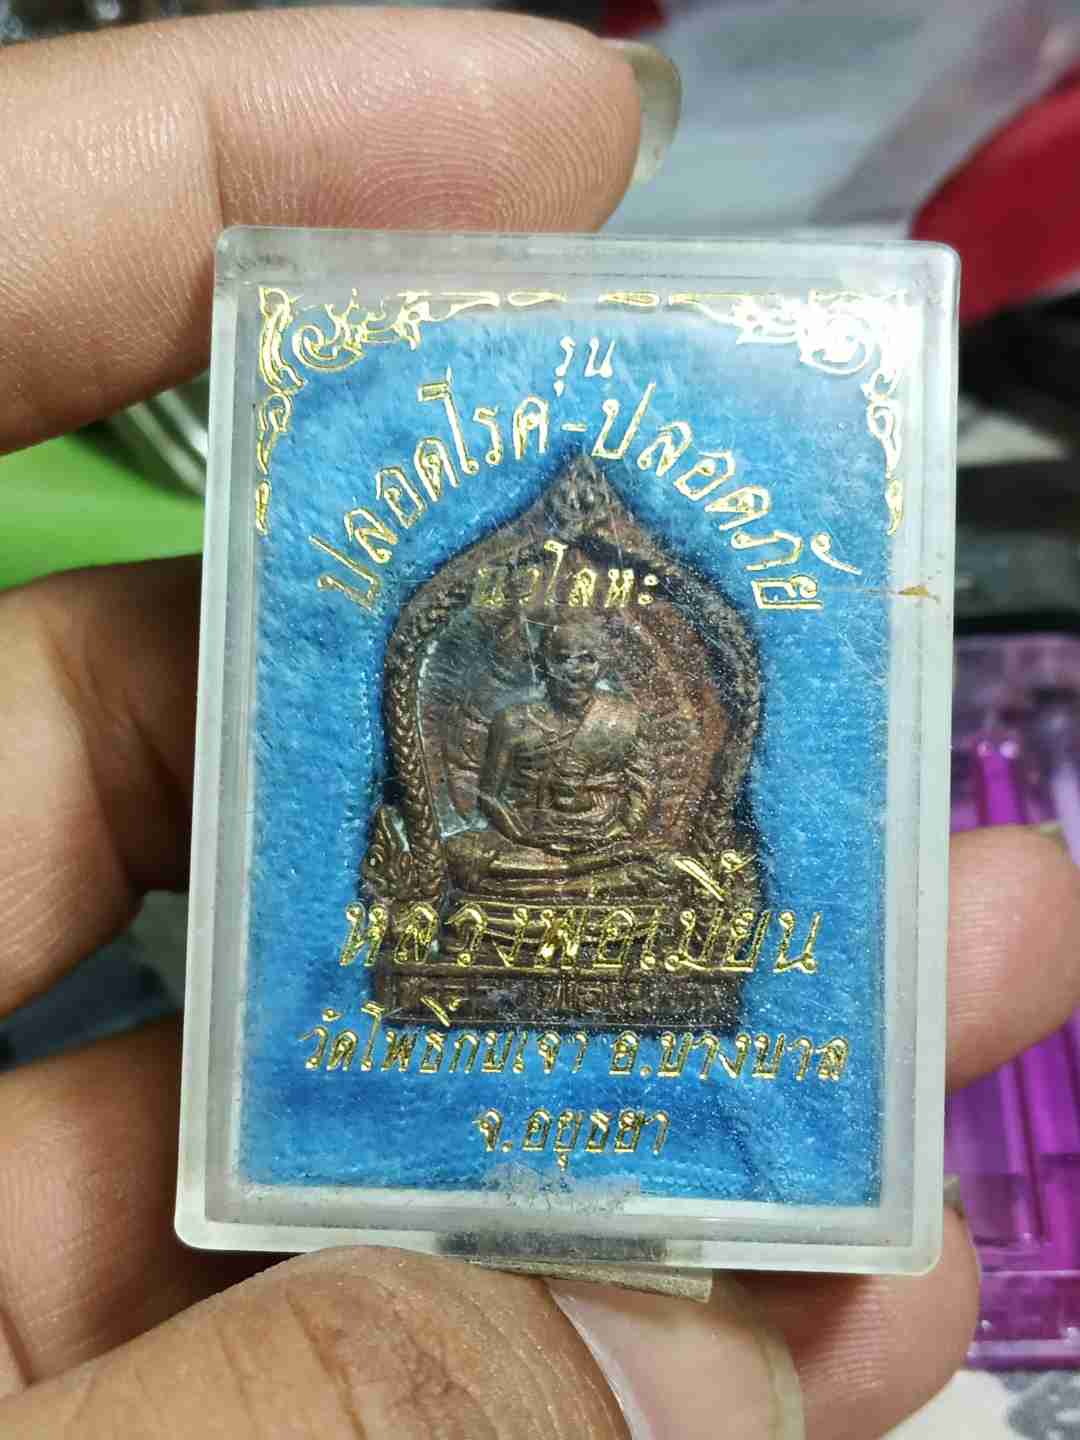 รุ่น
ปลอดโรค-ปลอดภัย
นวโลหะ
หลวงพ่อเมี้ยน
วัดโพธิ์กบเจา อ.บางบาล
จ.อยุธยา